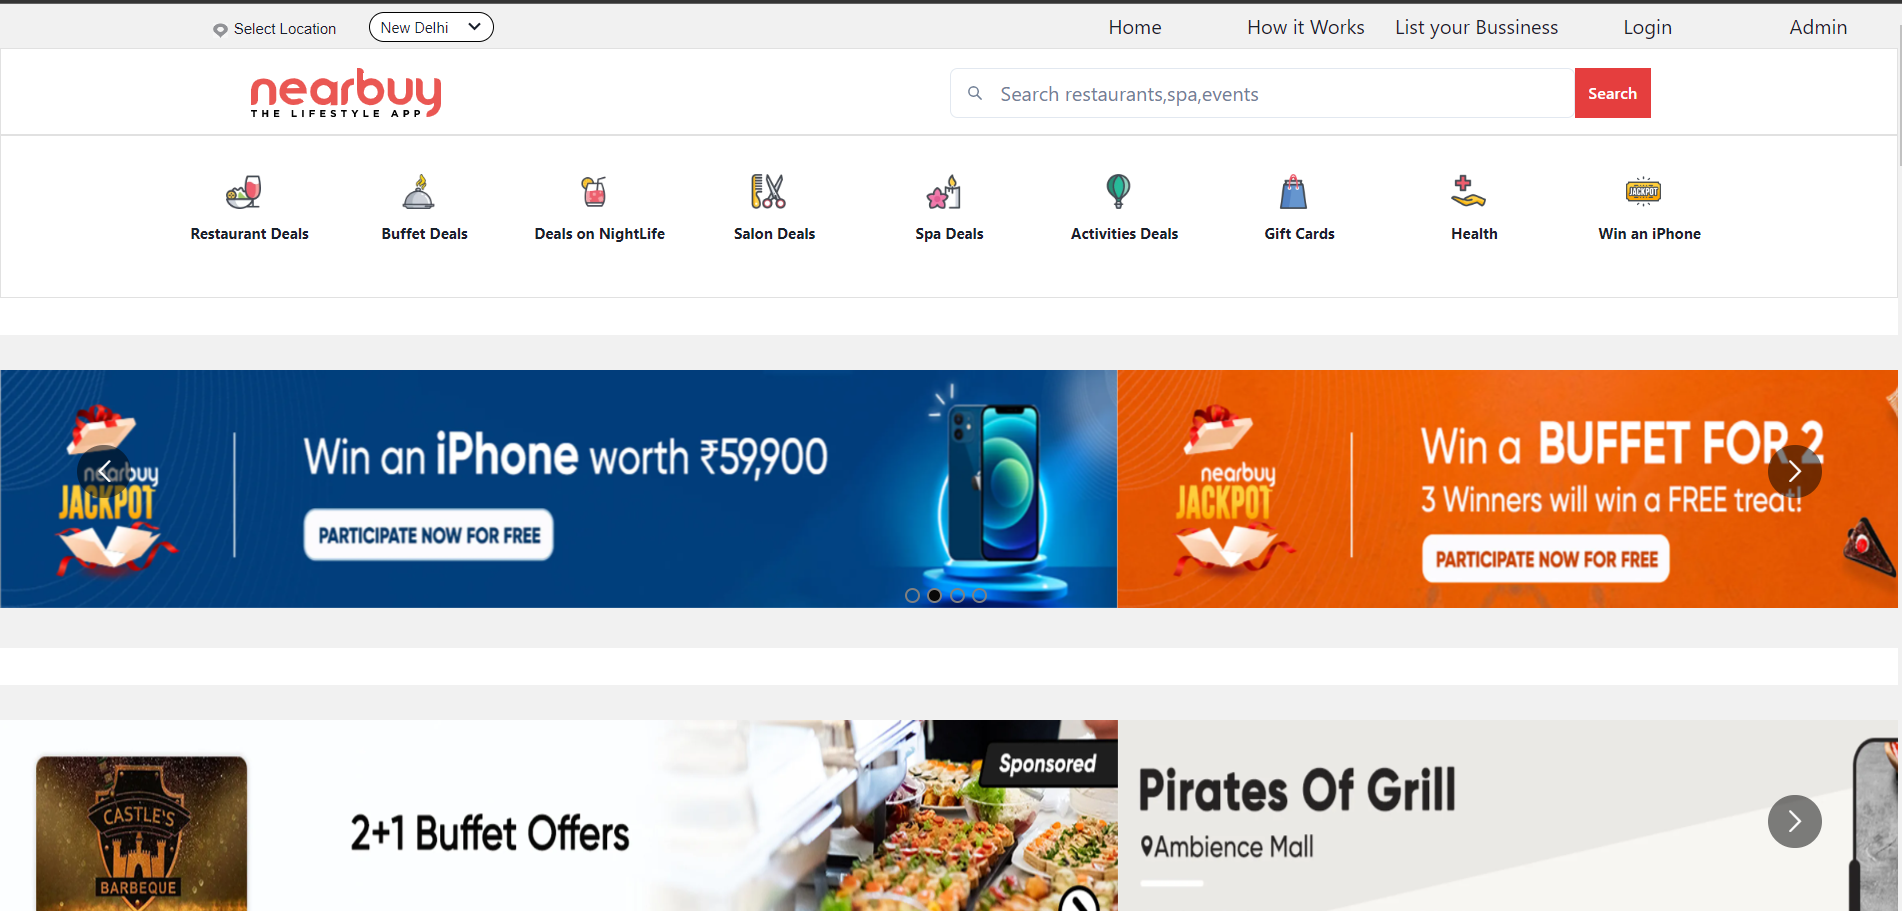 Select Location
New Delhi
Home
How it Works
List your Bussiness
Login
Admin
nearbuy
THE LIFESTYLE APP
Search restaurants,spa,events
Search
JACKPOT
Restaurant Deals
Buffet Deals
Deals on NightLife
Salon Deals
Spa Deals
Activities Deals
Gift Cards
Health
Win an iPhone
nearbuy
JACKPOT
Win an iPhone worth ₹59,900
PARTICIPATE NOW FOR FREE
nearbuy
JACKPOT
Win a BUFFET FOR 2
3 Winners will win a FREE treat!
PARTICIPATE NOW FOR FREE
CASTLE'S
BARBEQUE
2+1 Buffet Offers
Sponsored
Pirates Of Grill
Ambience Mall